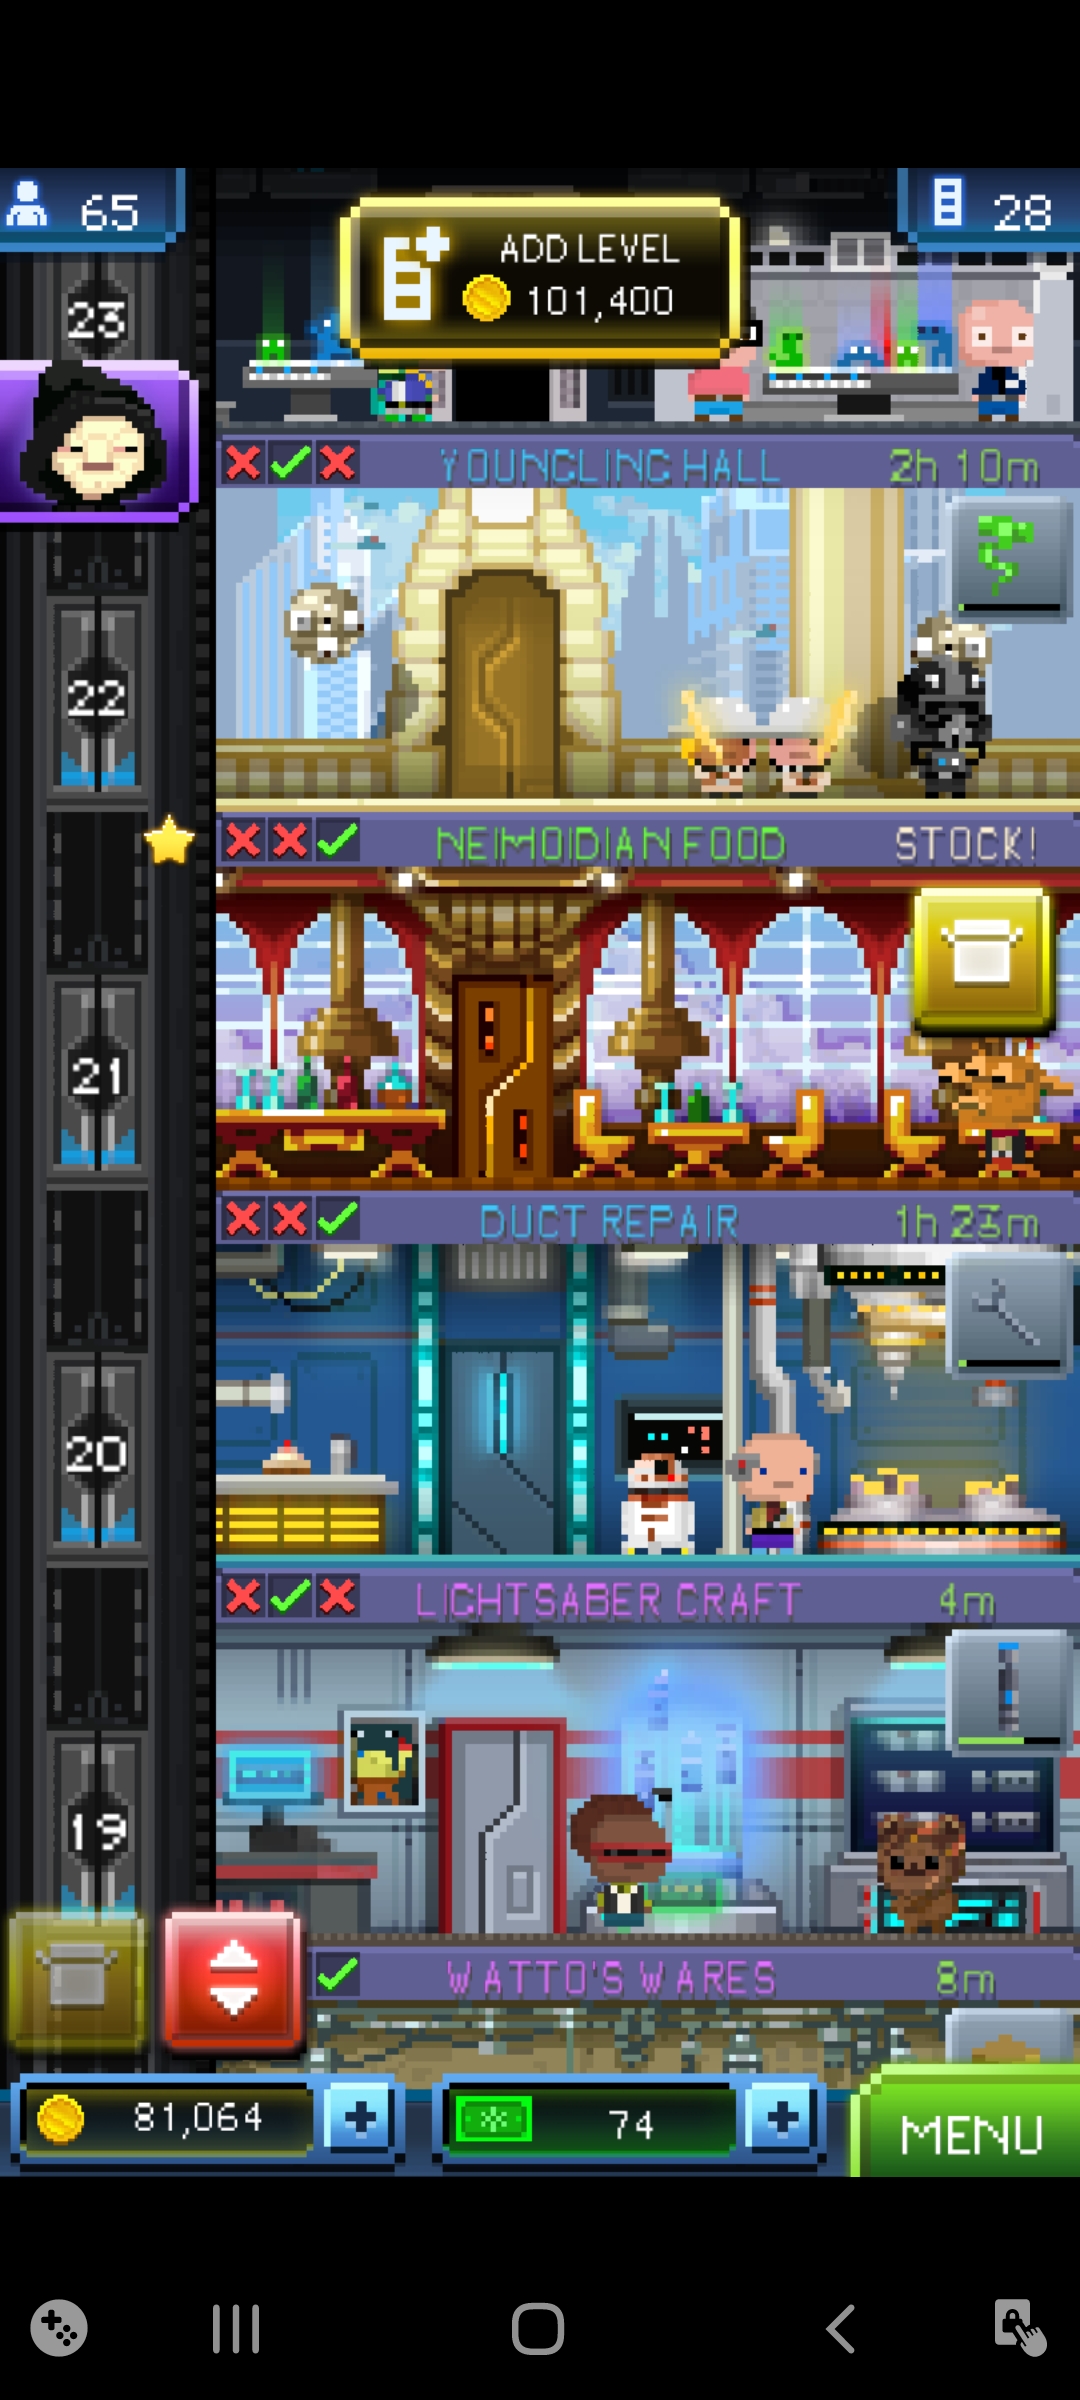 65
ADD LEVEL
101,400
28
23
YOUNGLING HALL
2h 10m
22
NEIMOIDIAN FOOD
STOCK!
21
DUCT REPAIR
1h 23m
20
LIGHTSABER CRAFT
4m
19
WATTO'S WARES
8m
81,064
74
MENU